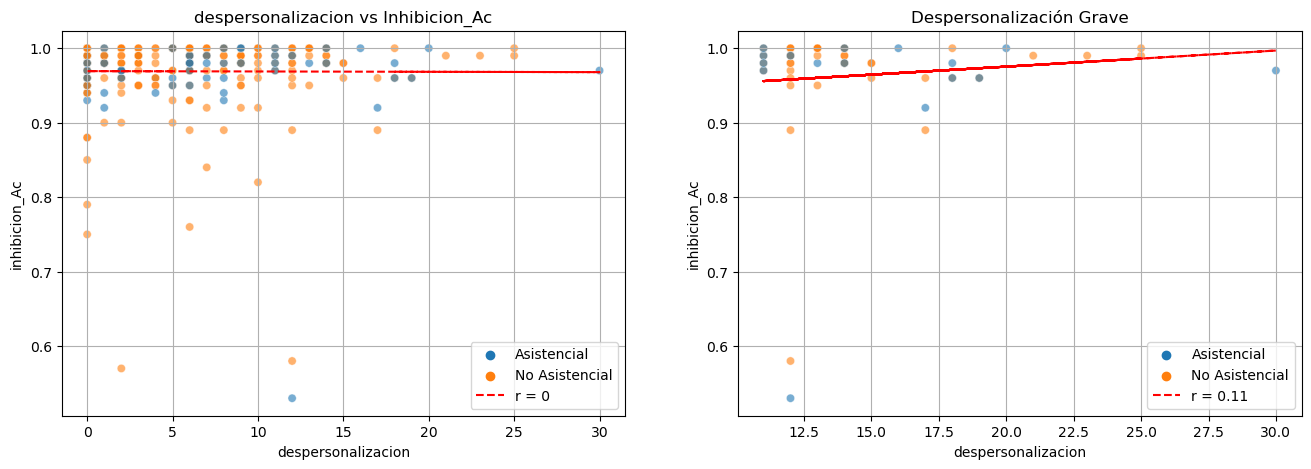 despersonalizacion vs Inhibicion_Ac
inhibicion_Ac
1.0
0.9
0.8
0.7
0.6
0 5 10 15 20 25 30
despersonalizacion
Asistencial
No Asistencial
r = 0
Despersonalización Grave
inhibicion_Ac
1.0
0.9
0.8
0.7
0.6
12.5 15.0 17.5 20.0 22.5 25.0 27.5 30.0
despersonalizacion
Asistencial
No Asistencial
r = 0.11